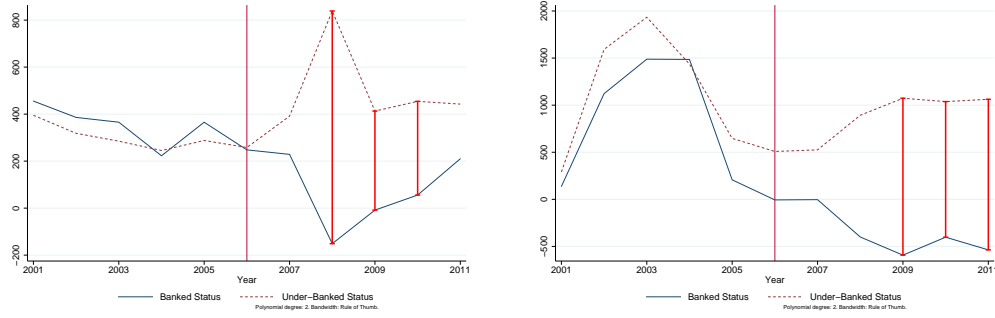 800
600
400
200
0
−200
2001 2003 2005 2007 2009 2011
Year
Banked Status Under−Banked Status
Polynomial degree: 2. Bandwidth: Rule of Thumb.
2000
1500
1000
500
0
−500
2001 2003 2005 2007 2009 201
Year
Banked Status Under−Banked Status
Polynomial degree: 2. Bandwidth: Rule of Thumb.